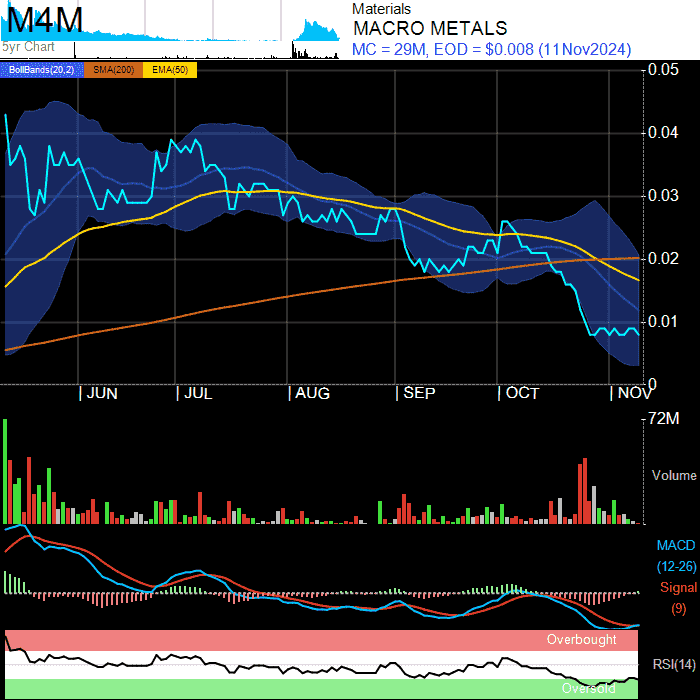 M4M
5yr Chart
Materials
MACRO METALS
MC = 29M, EOD = $0.008 (11Nov2024)
BollBands(20,2) SMA(200) EMA(50)
0.05
0.04
0.03
0.02
0.01
0
JUN JUL AUG SEP OCT NOV
72M
Volume
MACD
(12-26)
Signal
(9)
Overbought
RSI(14)
Oversold